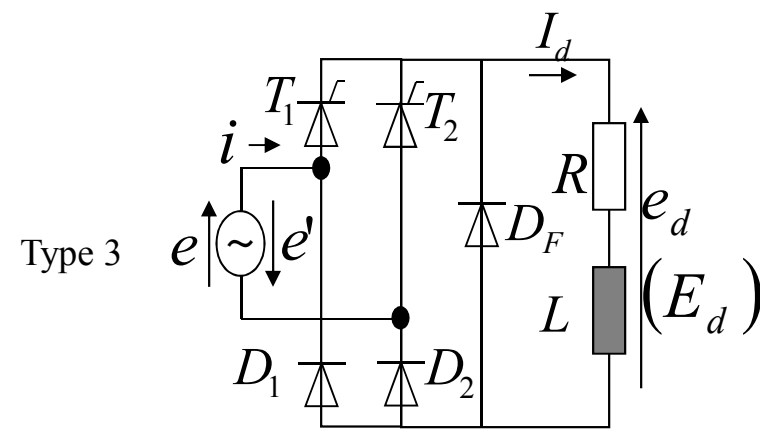 I_d
T_1
T_2
i
R
e_d
Type 3
e
~
e'
D_F
L
(E_d)
D_1
D_2